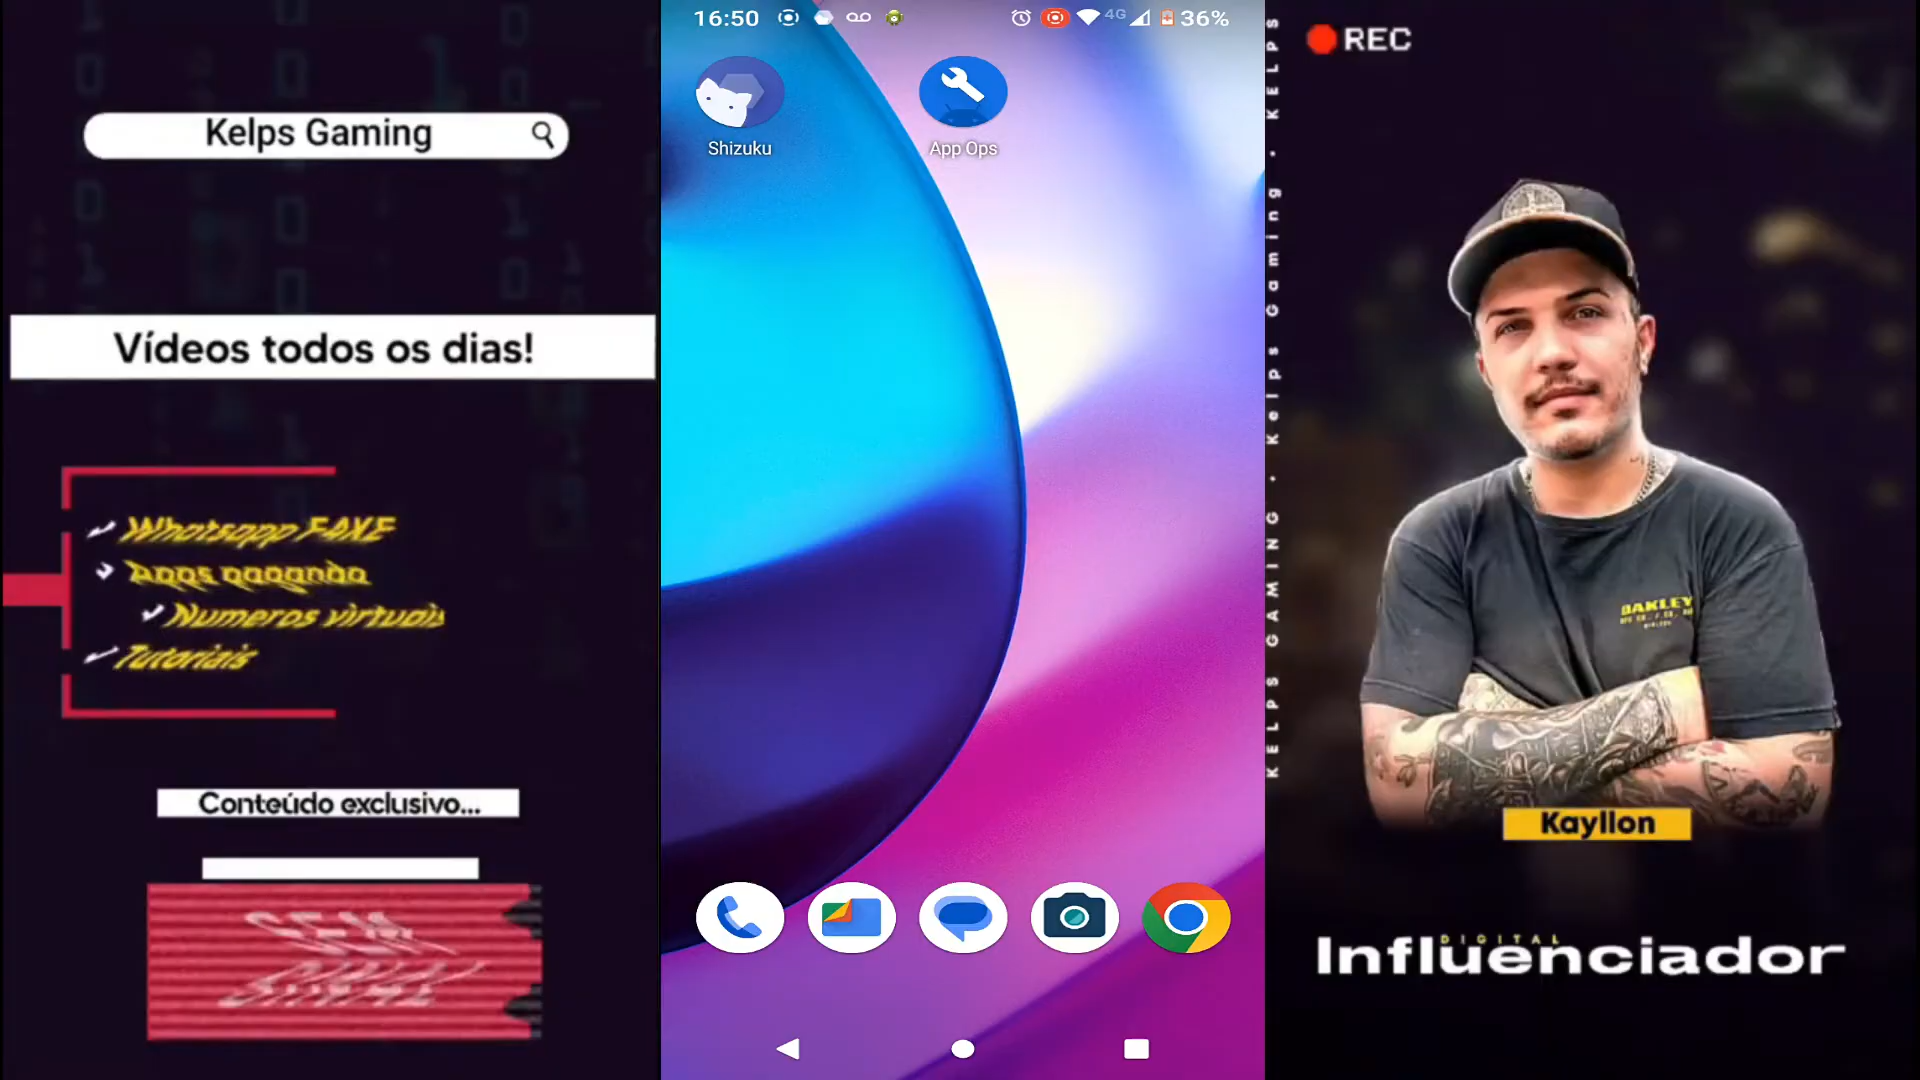 Kelps Gaming
Vídeos todos os dias!
Whatsapp FAKE
Apps pagando
Numeros virtuais
Tutoriais
Conteúdo exclusivo...
16:50
4G
36%
Shizuku
App Ops
KELPS GAMING . Kelps Gaming . KELPS
REC
OAKLEY
Kayllon
DIGITAL
Influenciador